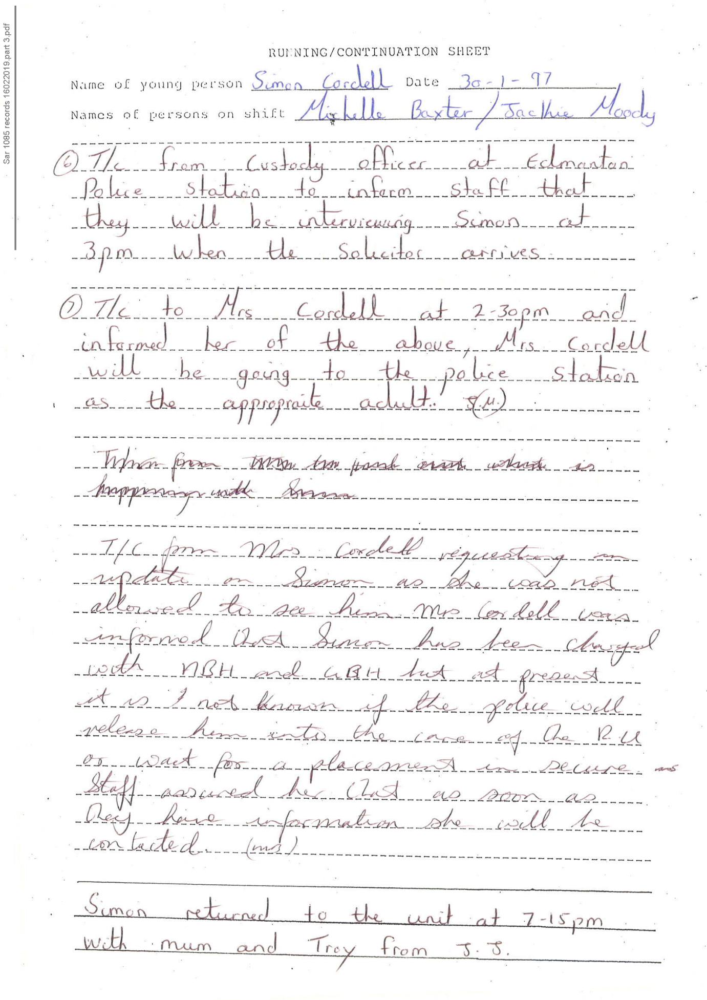 Sar 1085 records 16022019.part 3.pdf
RUNNING/CONTINUATION SHEET
Name of young person Simon Cordell Date 30-1-97
Names of persons on shift Michelle Baxter / Jackie Moody
⑥ T/c from Custody officer at Edmantan
Police station to inform staff that
they will be interviewing Simon at
3pm when the Solicitor arrives.
⑦ T/c to Mrs Cordell at 2-30pm and
informed her of the above, Mrs Cordell
will be going to the police station
as the appropraite adult.. (J.M.)
from find out what is
happening with Simon
T/C from Mrs Cordell requesting an
update on Simon as she was not
allowed to see him Mrs Cordell was
informed that Simon has been charged
with ABH and GBH but at present
it is not known if the police will
release him into the care of the R.U
or wait for a placement in secure.
Staff assured her that as soon as
they have information she will be
contacted. (MB)
Simon returned to the unit at 7-15pm
with mum and Troy from J.J.